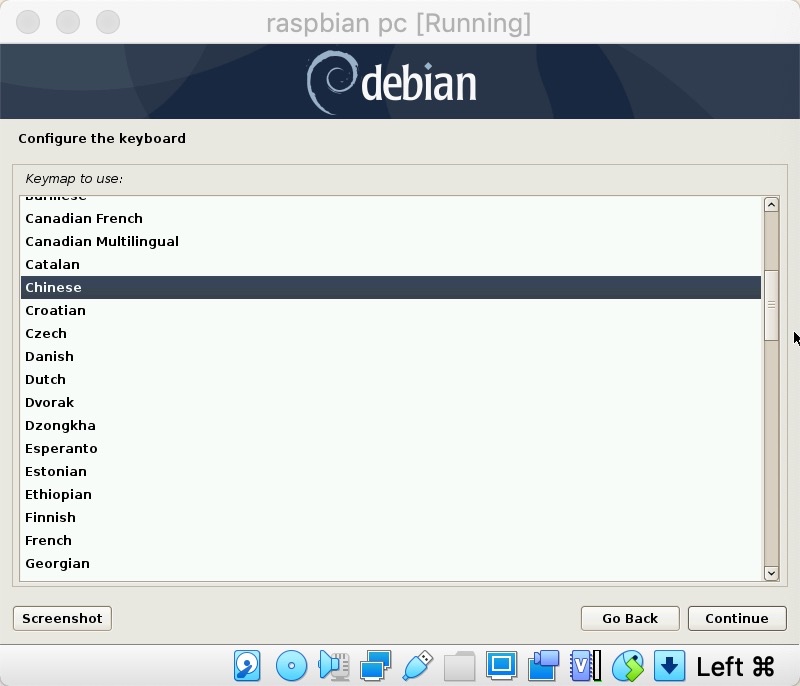 raspbian pc [Running]
debian
Configure the keyboard
Keymap to use:
Burmese
Canadian French
Canadian Multilingual
Catalan
Chinese
Croatian
Czech
Danish
Dutch
Dvorak
Dzongkha
Esperanto
Estonian
Ethiopian
Finnish
French
Georgian
Screenshot
Go Back
Continue
V
Left ⌘